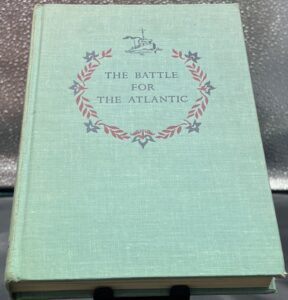 THE BATTLE
FOR
THE ATLANTIC